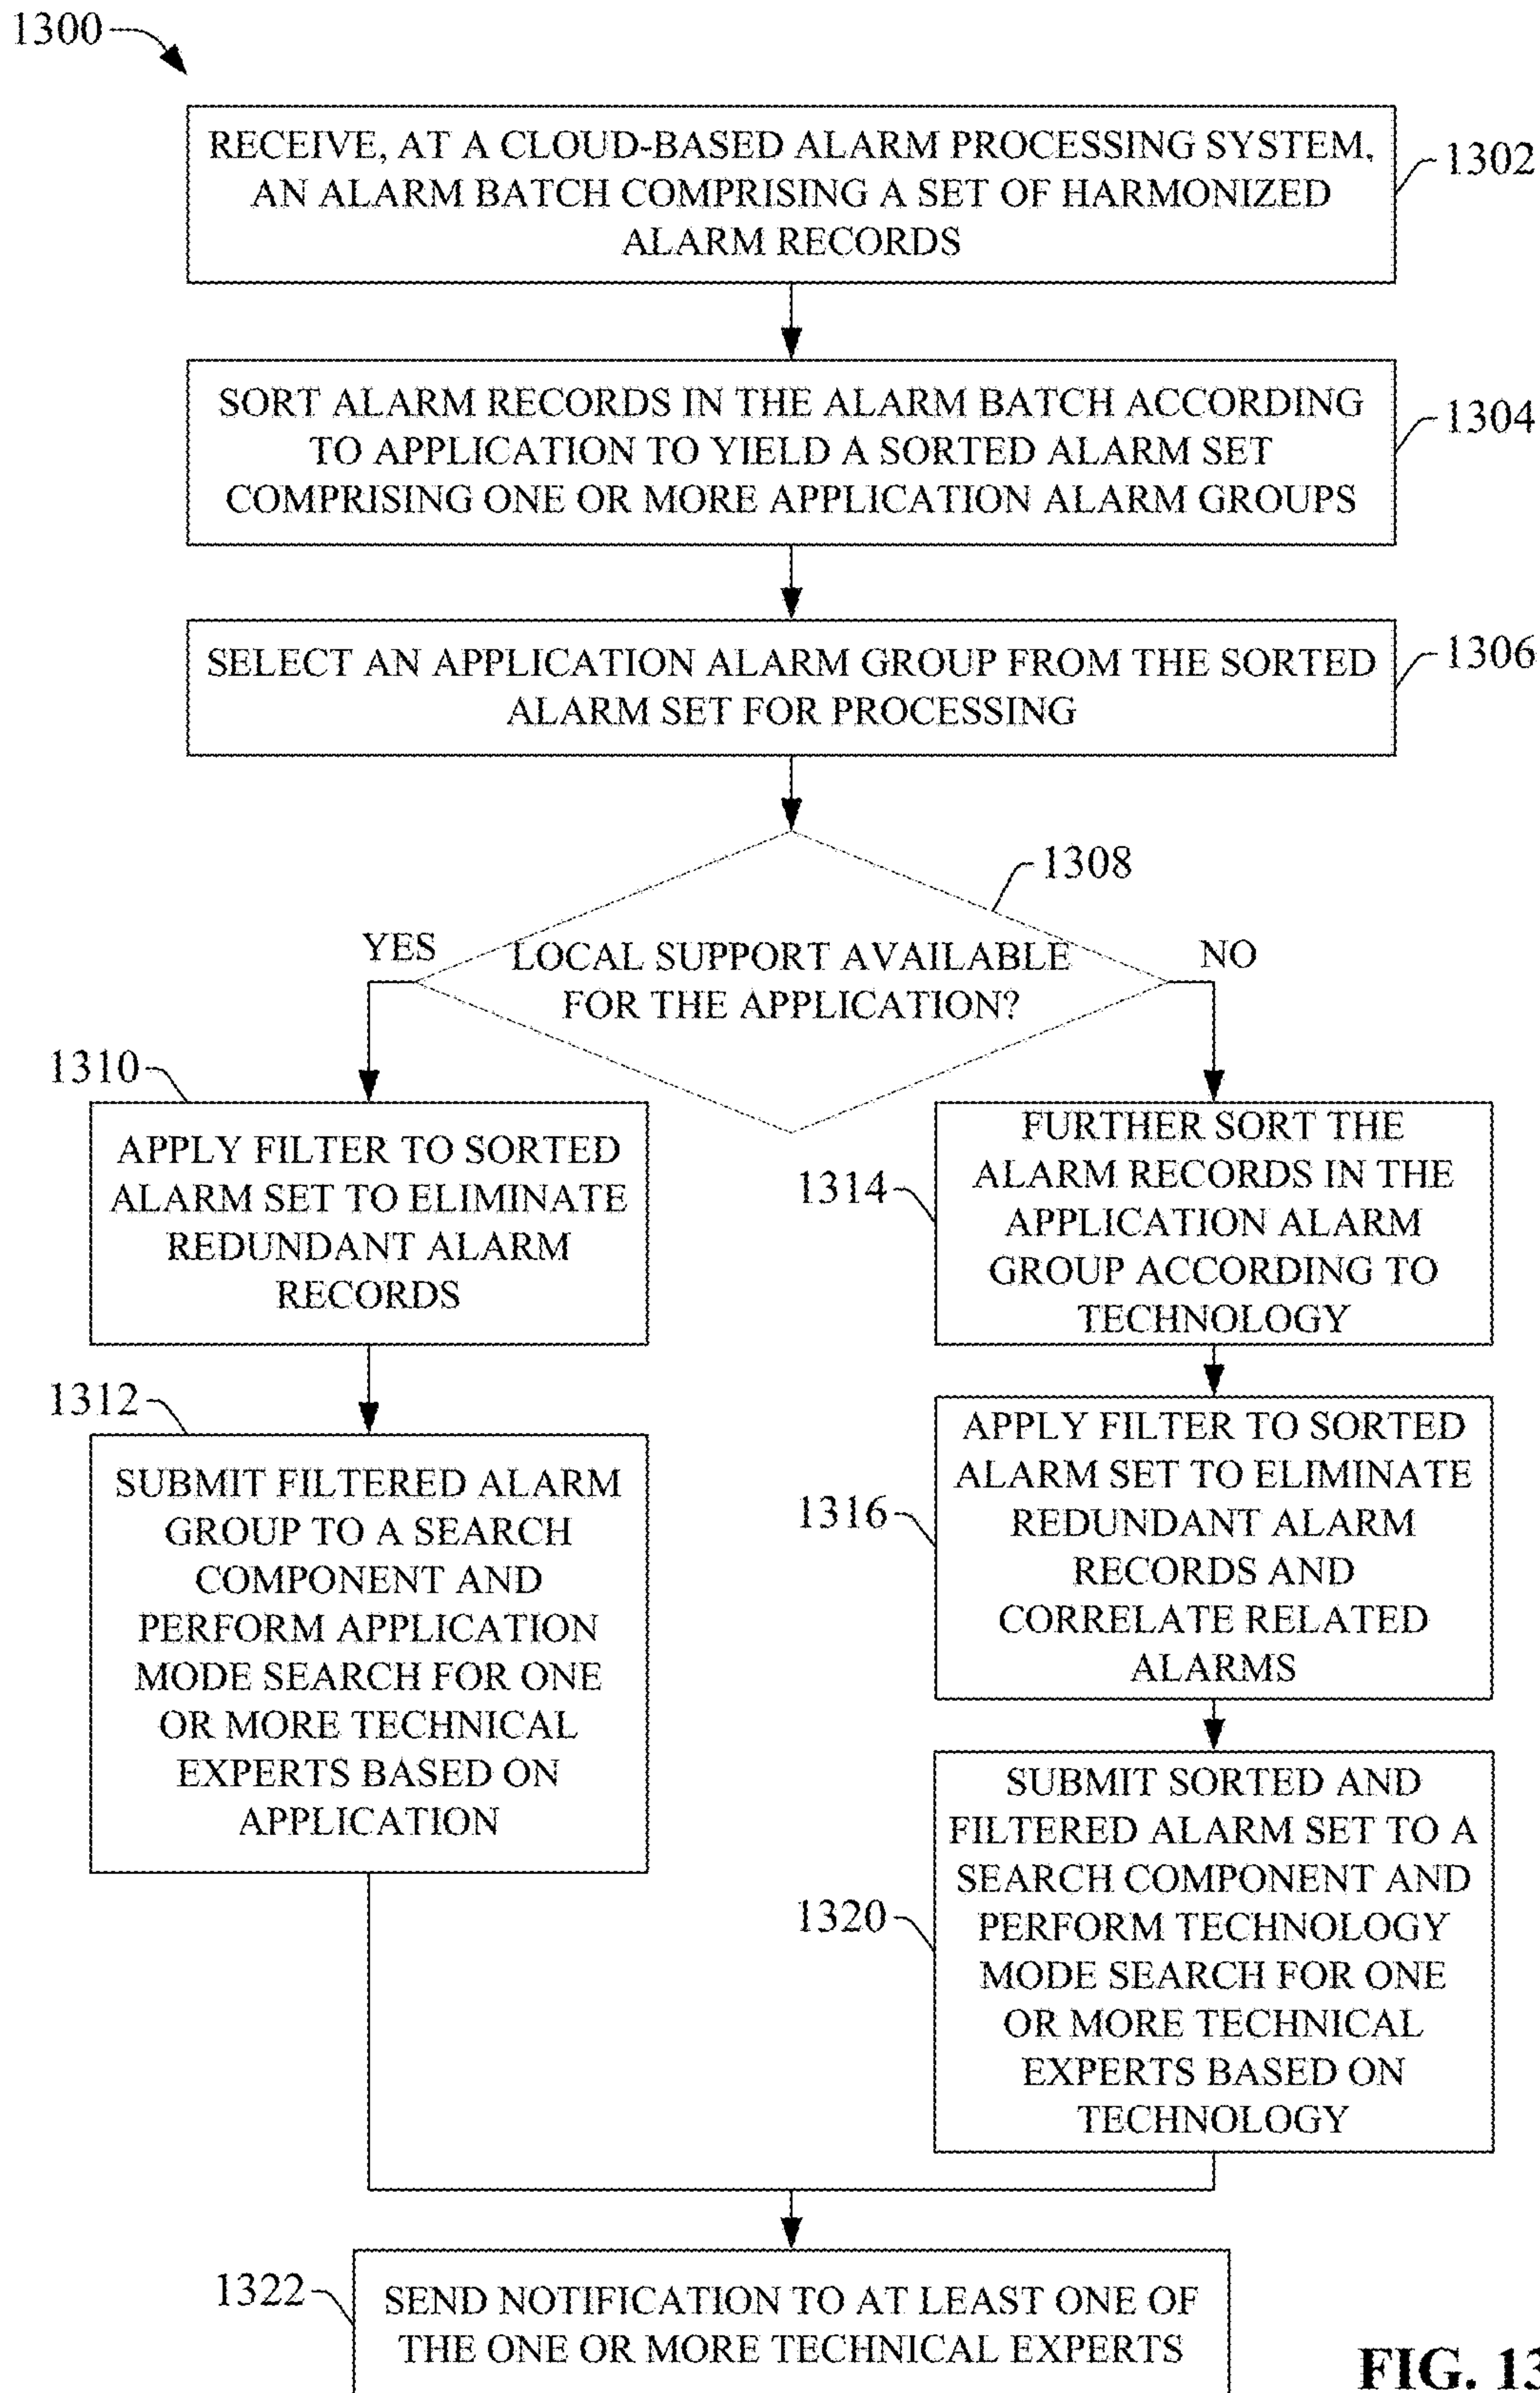 1300
RECEIVE, AT A CLOUD-BASED ALARM PROCESSING SYSTEM,
AN ALARM BATCH COMPRISING A SET OF HARMONIZED
ALARM RECORDS
1302
SORT ALARM RECORDS IN THE ALARM BATCH ACCORDING
TO APPLICATION TO YIELD A SORTED ALARM SET
COMPRISING ONE OR MORE APPLICATION ALARM GROUPS
1304
SELECT AN APPLICATION ALARM GROUP FROM THE SORTED
ALARM SET FOR PROCESSING
1306
1308
LOCAL SUPPORT AVAILABLE
FOR THE APPLICATION?
YES
NO
1310
APPLY FILTER TO SORTED
ALARM SET TO ELIMINATE
REDUNDANT ALARM
RECORDS
1312
SUBMIT FILTERED ALARM
GROUP TO A SEARCH
COMPONENT AND
PERFORM APPLICATION
MODE SEARCH FOR ONE
OR MORE TECHNICAL
EXPERTS BASED ON
APPLICATION
1314
FURTHER SORT THE
ALARM RECORDS IN THE
APPLICATION ALARM
GROUP ACCORDING TO
TECHNOLOGY
1316
APPLY FILTER TO SORTED
ALARM SET TO ELIMINATE
REDUNDANT ALARM
RECORDS AND
CORRELATE RELATED
ALARMS
1320
SUBMIT SORTED AND
FILTERED ALARM SET TO A
SEARCH COMPONENT AND
PERFORM TECHNOLOGY
MODE SEARCH FOR ONE
OR MORE TECHNICAL
EXPERTS BASED ON
TECHNOLOGY
1322
SEND NOTIFICATION TO AT LEAST ONE OF
THE ONE OR MORE TECHNICAL EXPERTS
FIG. 13